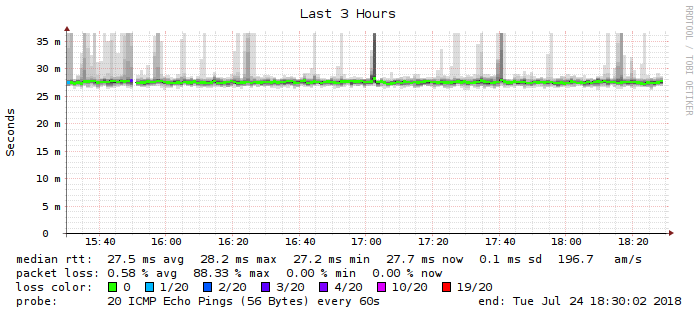 Last 3 Hours
RRDTOOL / TOBI OETIKER
Seconds
35 m
30 m
25 m
20 m
15 m
10 m
5 m
0
15:40 16:00 16:20 16:40 17:00 17:20 17:40 18:00 18:20
median rtt: 27.5 ms avg 28.2 ms max 27.2 ms min 27.7 ms now 0.1 ms sd 196.7 am/s
packet loss: 0.58 % avg 88.33 % max 0.00 % min 0.00 % now
loss color: 0 1/20 2/20 3/20 4/20 10/20 19/20
probe: 20 ICMP Echo Pings (56 Bytes) every 60s end: Tue Jul 24 18:30:02 2018